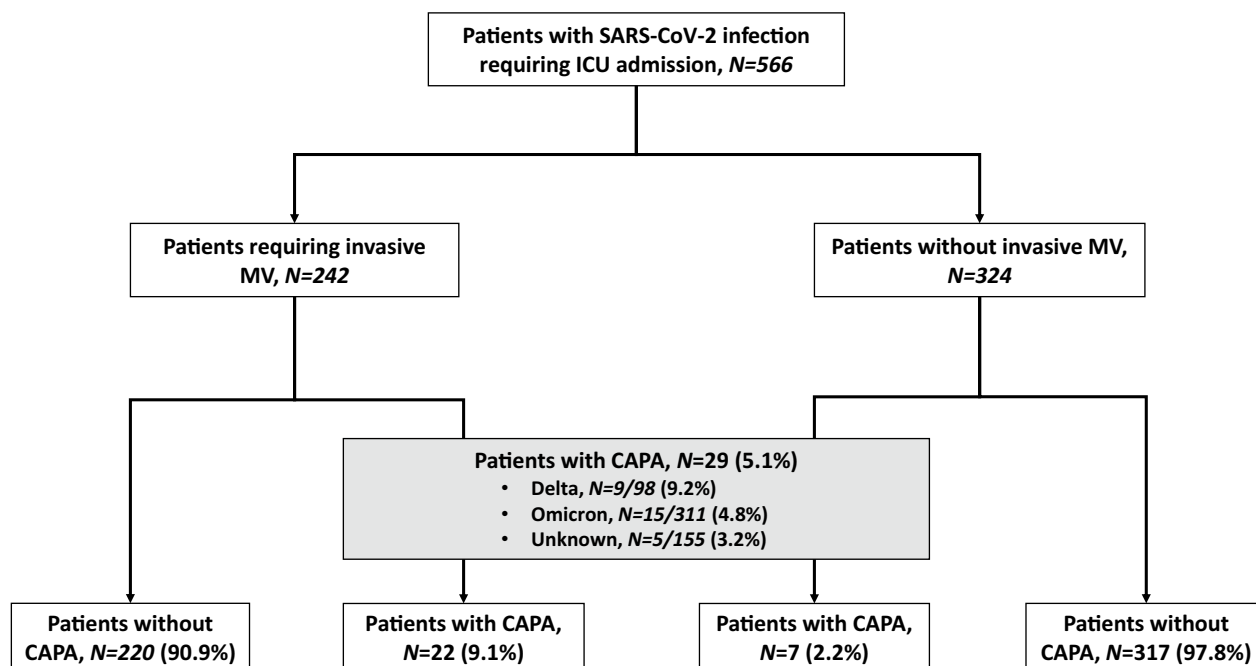 Patients with SARS-CoV-2 infection
requiring ICU admission, N=566
Patients requiring invasive
MV, N=242
Patients without invasive MV,
N=324
Patients with CAPA, N=29 (5.1%)
• Delta, N=9/98 (9.2%)
• Omicron, N=15/311 (4.8%)
• Unknown, N=5/155 (3.2%)
Patients without
CAPA, N=220 (90.9%)
Patients with CAPA,
N=22 (9.1%)
Patients with CAPA,
N=7 (2.2%)
Patients without
CAPA, N=317 (97.8%)